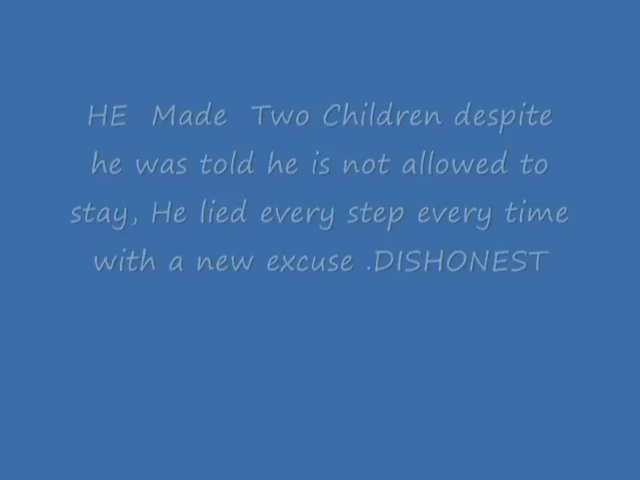 HE Made Two Children despite
he was told he is not allowed to
stay, He lied every step every time
with a new excuse .DISHONEST